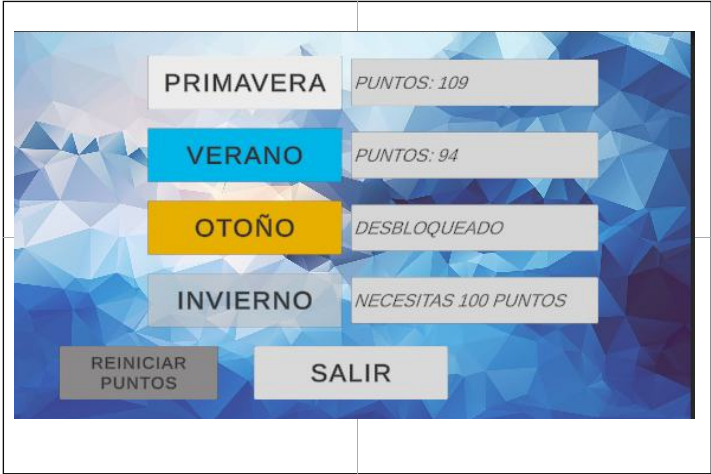 PRIMAVERA
PUNTOS: 109
VERANO
PUNTOS: 94
OTOÑO
DESBLOQUEADO
INVIERNO
NECESITAS 100 PUNTOS
REINICIAR
PUNTOS
SALIR